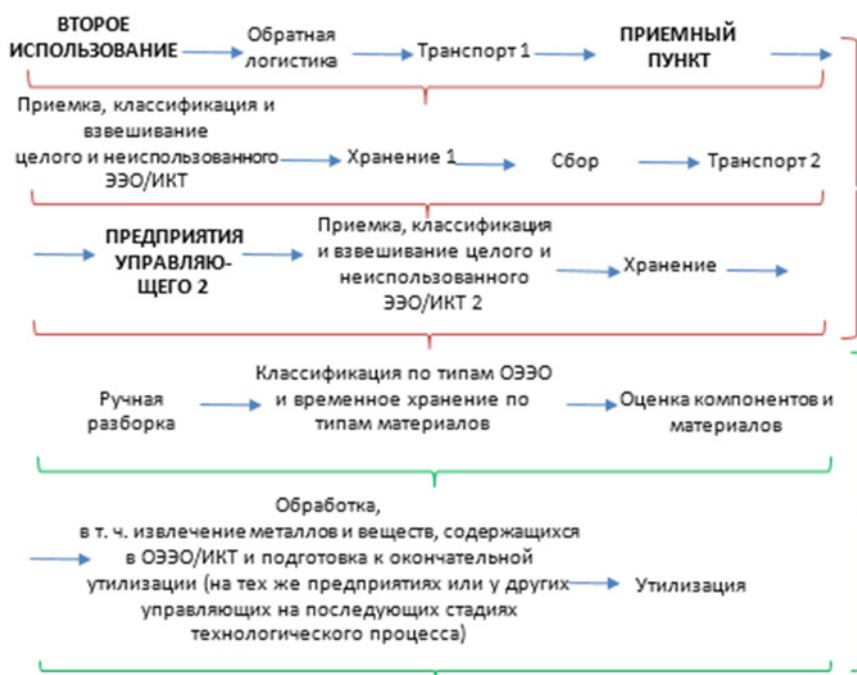 ВТОРОЕ
ИСПОЛЬЗОВАНИЕ
Обратная
логистика
Транспорт 1
ПРИЕМНЫЙ
ПУНКТ
Приемка, классификация и
взвешивание
целого и неиспользованного
ЭЭО/ИКТ
Хранение 1
Сбор
Транспорт 2
ПРЕДПРИЯТИЯ
УПРАВЛЯЮ-
ЩЕГО 2
Приемка, классификация
и взвешивание целого и
неиспользованного
ЭЭО/ИКТ 2
Хранение
Ручная
разборка
Классификация по типам ОЭЭО
и временное хранение по
типам материалов
Оценка компонентов и
материалов
Обработка,
в т. ч. извлечение металлов и веществ, содержащихся
в ОЭЭО/ИКТ и подготовка к окончательной
утилизации (на тех же предприятиях или у других
управляющих на последующих стадиях
технологического процесса)
Утилизация